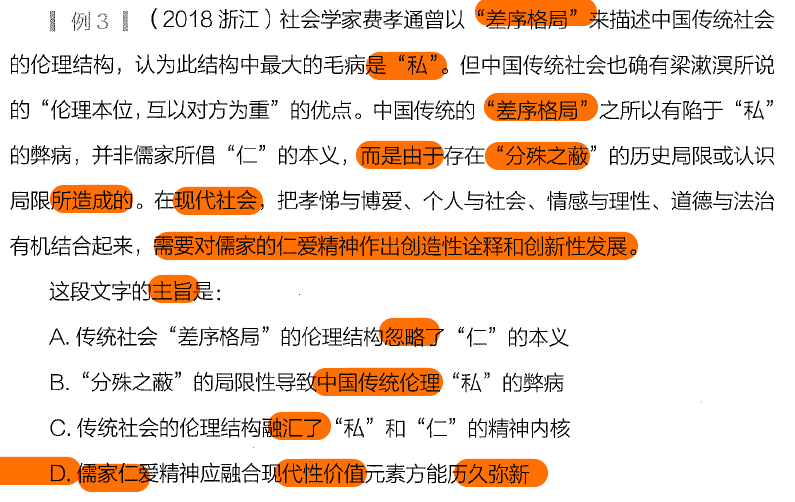 例3 （2018 浙江）社会学家费孝通曾以“差序格局”来描述中国传统社会
的伦理结构，认为此结构中最大的毛病是“私”。但中国传统社会也确有梁漱溟所说
的“伦理本位，互以对方为重”的优点。中国传统的“差序格局”之所以有陷于“私”
的弊病，并非儒家所倡“仁”的本义，而是由于存在“分殊之蔽”的历史局限或认识
局限所造成的。在现代社会，把孝悌与博爱、个人与社会、情感与理性、道德与法治
有机结合起来，需要对儒家的仁爱精神作出创造性诠释和创新性发展。
这段文字的主旨是：
A. 传统社会“差序格局”的伦理结构忽略了“仁”的本义
B.“分殊之蔽”的局限性导致中国传统伦理“私”的弊病
C. 传统社会的伦理结构融汇了“私”和“仁”的精神内核
D. 儒家仁爱精神应融合现代性价值元素方能历久弥新